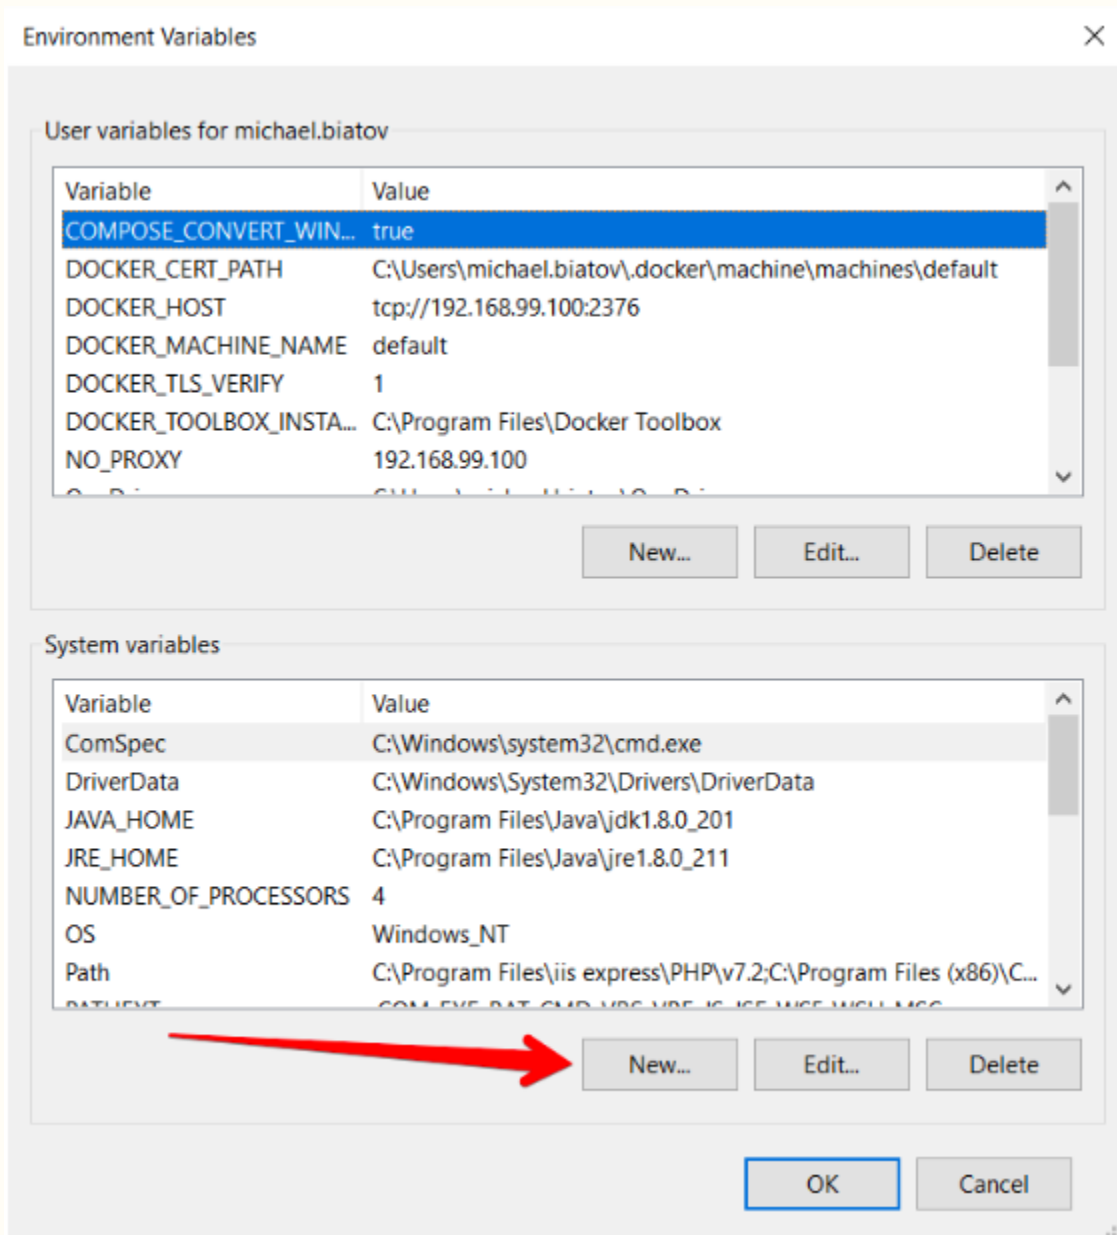 Environment Variables
User variables for michael.biatov
Variable Value
COMPOSE_CONVERT_WIN... true
DOCKER_CERT_PATH C:\Users\michael.biatov\.docker\machine\machines\default
DOCKER_HOST tcp://192.168.99.100:2376
DOCKER_MACHINE_NAME default
DOCKER_TLS_VERIFY 1
DOCKER_TOOLBOX_INSTA... C:\Program Files\Docker Toolbox
NO_PROXY 192.168.99.100
New... Edit... Delete
System variables
Variable Value
ComSpec C:\Windows\system32\cmd.exe
DriverData C:\Windows\System32\Drivers\DriverData
JAVA_HOME C:\Program Files\Java\jdk1.8.0_201
JRE_HOME C:\Program Files\Java\jre1.8.0_211
NUMBER_OF_PROCESSORS 4
OS Windows_NT
Path C:\Program Files\iis express\PHP\v7.2;C:\Program Files (x86)\C...
New... Edit... Delete
OK Cancel